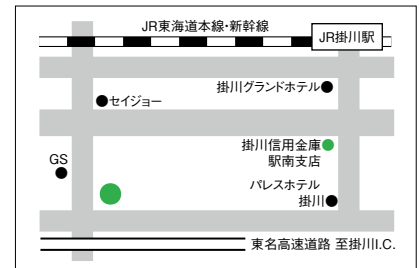 JR東海道本線・新幹線
JR掛川駅
掛川グランドホテル
セイジョー
掛川信用金庫
駅南支店
GS
パレスホテル
掛川
東名高速道路 至掛川I.C.